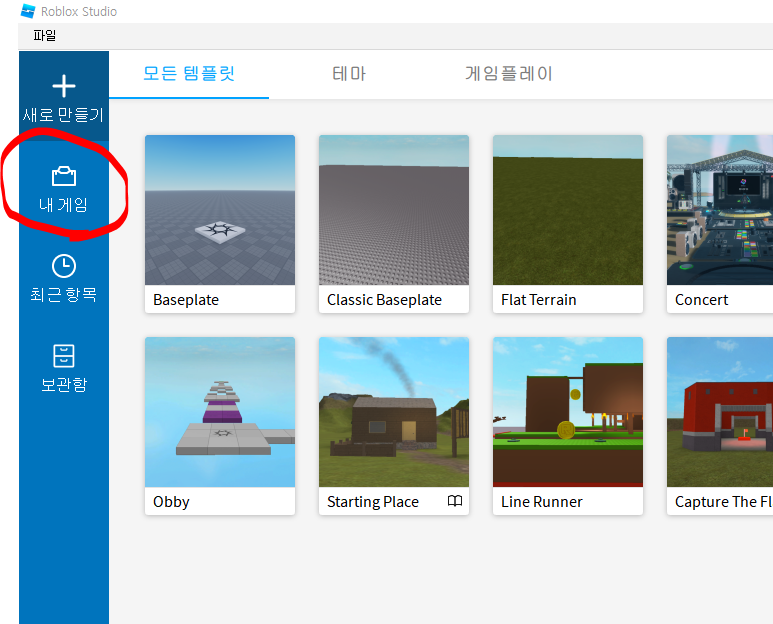 Roblox Studio
파일
새로 만들기
내 게임
최근 항목
보관함
모든 템플릿 테마 게임플레이
Baseplate Classic Baseplate Flat Terrain Concert
Obby Starting Place Line Runner Capture The Fl